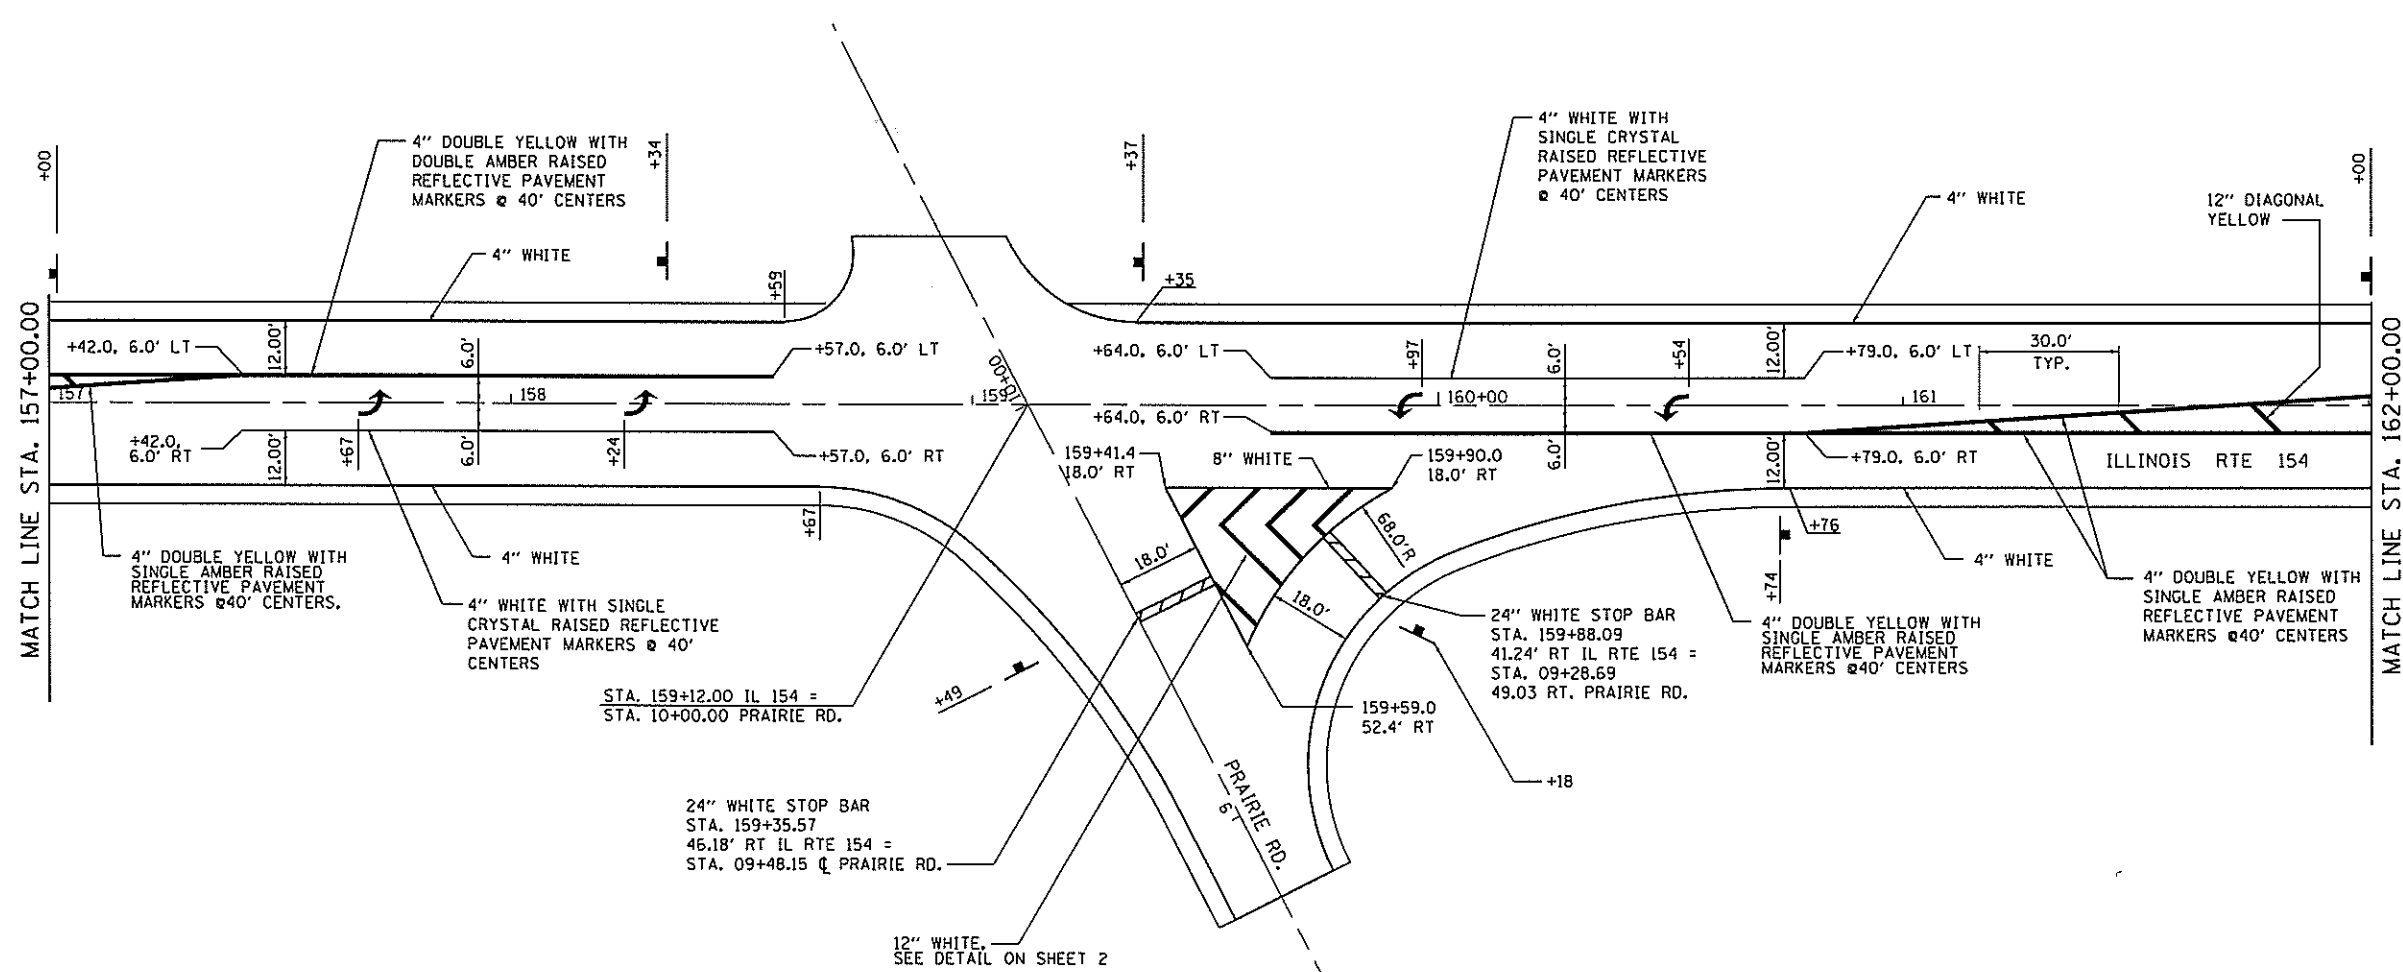 +00
4" DOUBLE YELLOW WITH
DOUBLE AMBER RAISED
REFLECTIVE PAVEMENT
MARKERS @ 40' CENTERS
+34
+37
4" WHITE WITH
SINGLE CRYSTAL
RAISED REFLECTIVE
PAVEMENT MARKERS
@ 40' CENTERS
+00
4" WHITE
12" DIAGONAL
YELLOW
4" WHITE
+59
+35
MATCH LINE STA. 157+00.00
+42.0, 6.0' LT
12.00'
6.0'
+57.0, 6.0' LT
+64.0, 6.0' LT
+97
6.0'
+54
12.00'
+79.0, 6.0' LT
30.0'
TYP.
MATCH LINE STA. 162+00.00
157
158
159
10+00
160+00
161
+42.0,
6.0' RT
12.00'
+67
6.0'
+24
+57.0, 6.0' RT
+64.0, 6.0' RT
159+41.4
18.0' RT
8" WHITE
159+90.0
18.0' RT
6.0'
12.00'
+79.0, 6.0' RT
ILLINOIS RTE 154
+67
+76
4" DOUBLE YELLOW WITH
SINGLE AMBER RAISED
REFLECTIVE PAVEMENT
MARKERS @40' CENTERS.
4" WHITE
4" WHITE WITH SINGLE
CRYSTAL RAISED REFLECTIVE
PAVEMENT MARKERS @ 40'
CENTERS
18.0'
68.0'R
18.0'
+74
4" WHITE
4" DOUBLE YELLOW WITH
SINGLE AMBER RAISED
REFLECTIVE PAVEMENT
MARKERS @40' CENTERS
24" WHITE STOP BAR
STA. 159+88.09
41.24' RT IL RTE 154 =
STA. 09+28.69
49.03 RT. PRAIRIE RD.
4" DOUBLE YELLOW WITH
SINGLE AMBER RAISED
REFLECTIVE PAVEMENT
MARKERS @40' CENTERS
+49
STA. 159+12.00 IL 154 =
STA. 10+00.00 PRAIRIE RD.
159+59.0
52.4' RT
+18
PRAIRIE RD.
9
24" WHITE STOP BAR
STA. 159+35.57
46.18' RT IL RTE 154 =
STA. 09+48.15 ℄ PRAIRIE RD.
12" WHITE.
SEE DETAIL ON SHEET 2